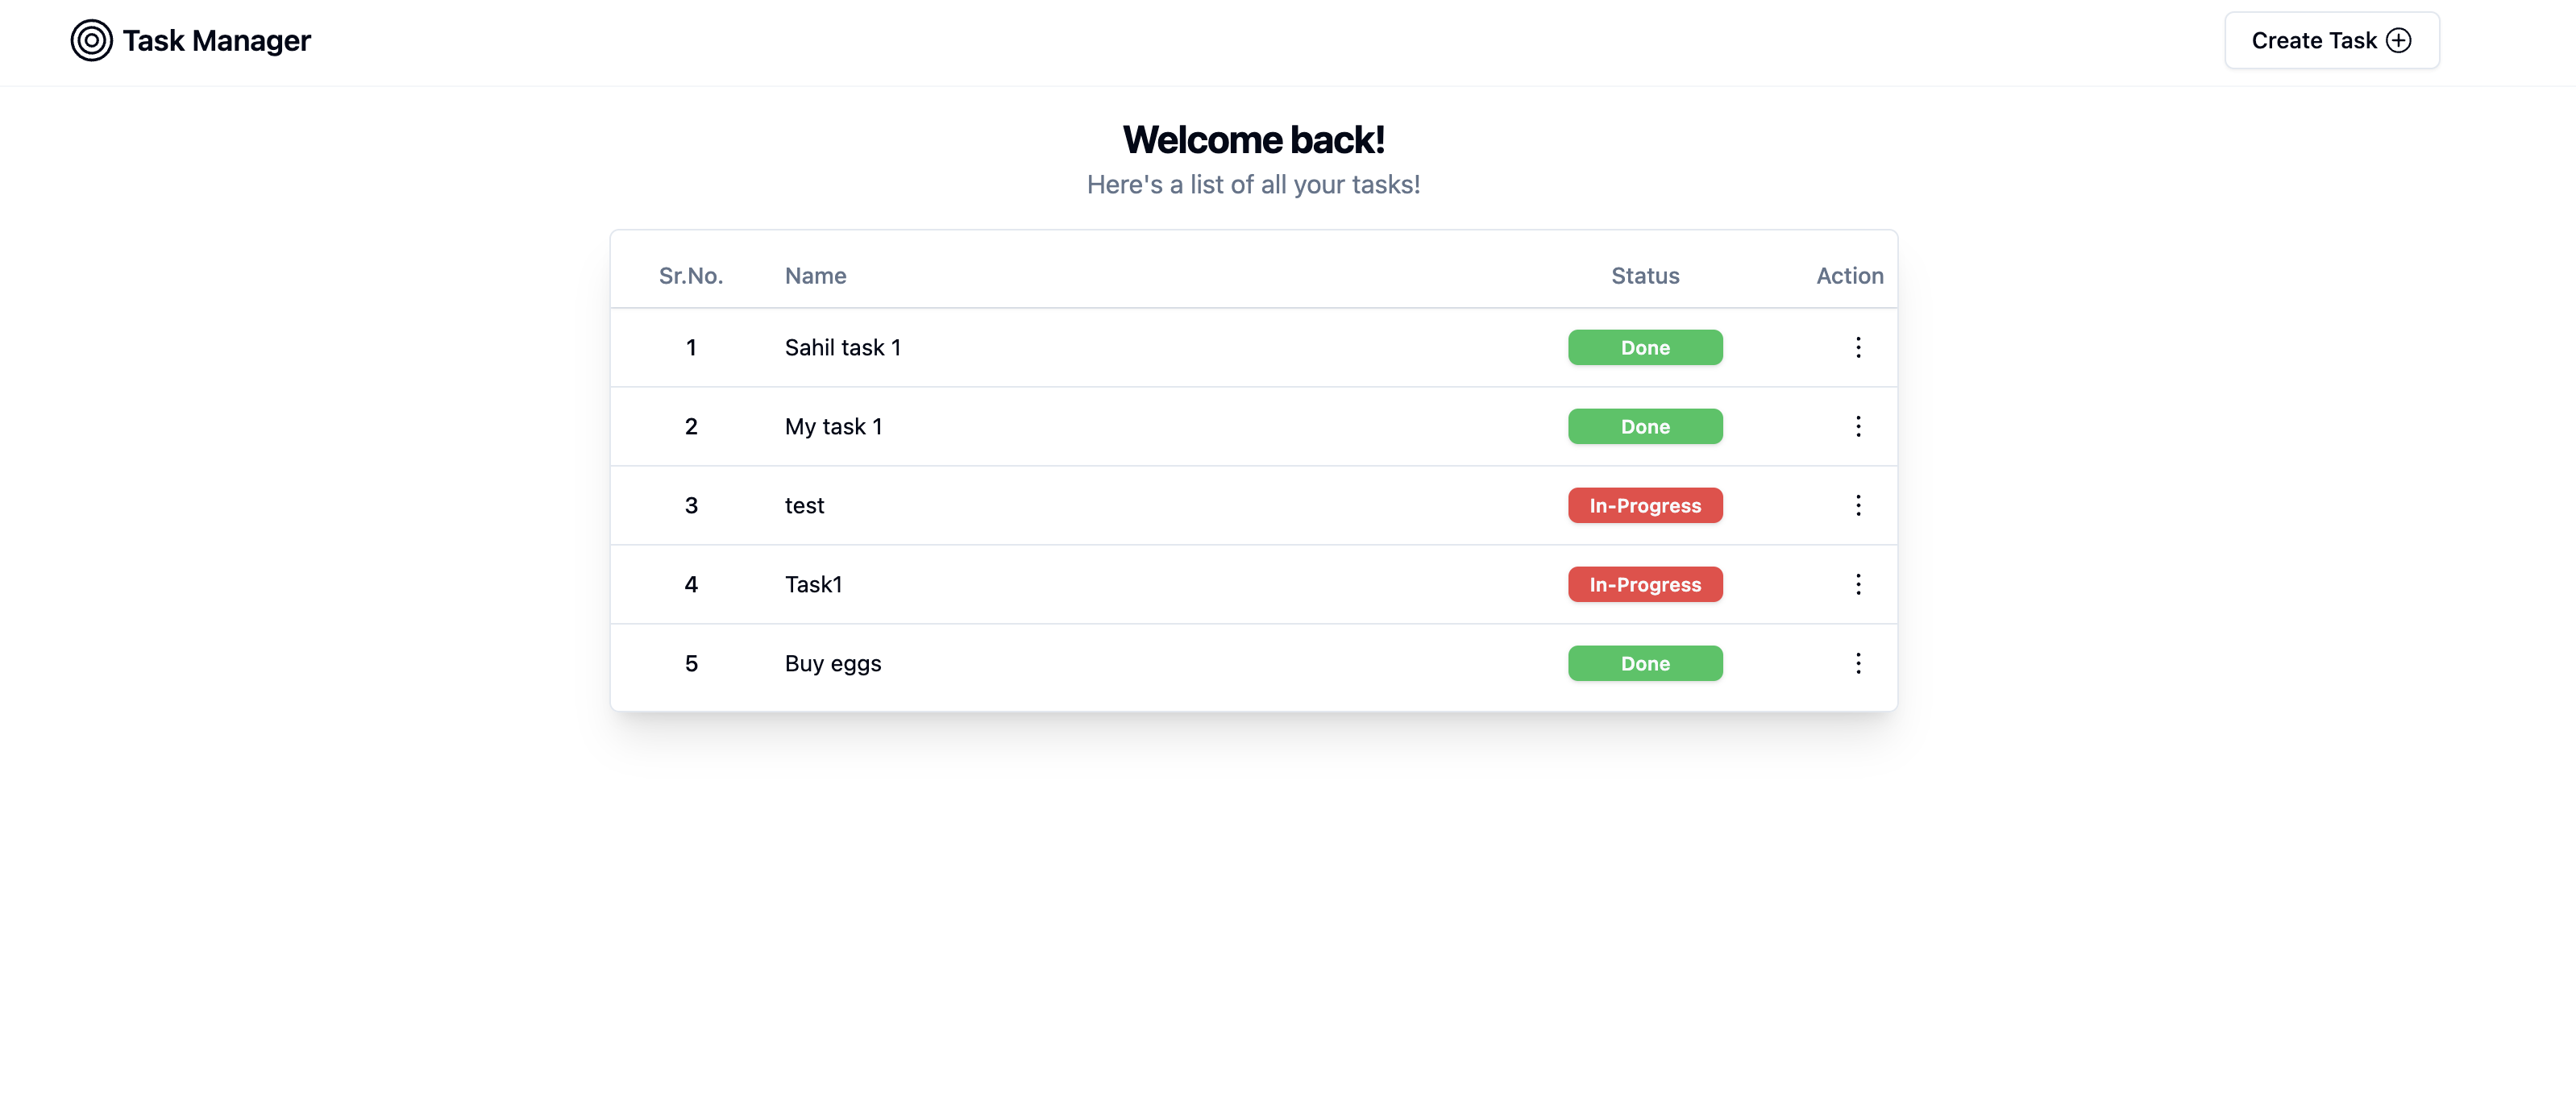 Task Manager
Create Task
Welcome back!
Here's a list of all your tasks!
Sr.No. Name Status Action
1 Sahil task 1 Done
2 My task 1 Done
3 test In-Progress
4 Task1 In-Progress
5 Buy eggs Done